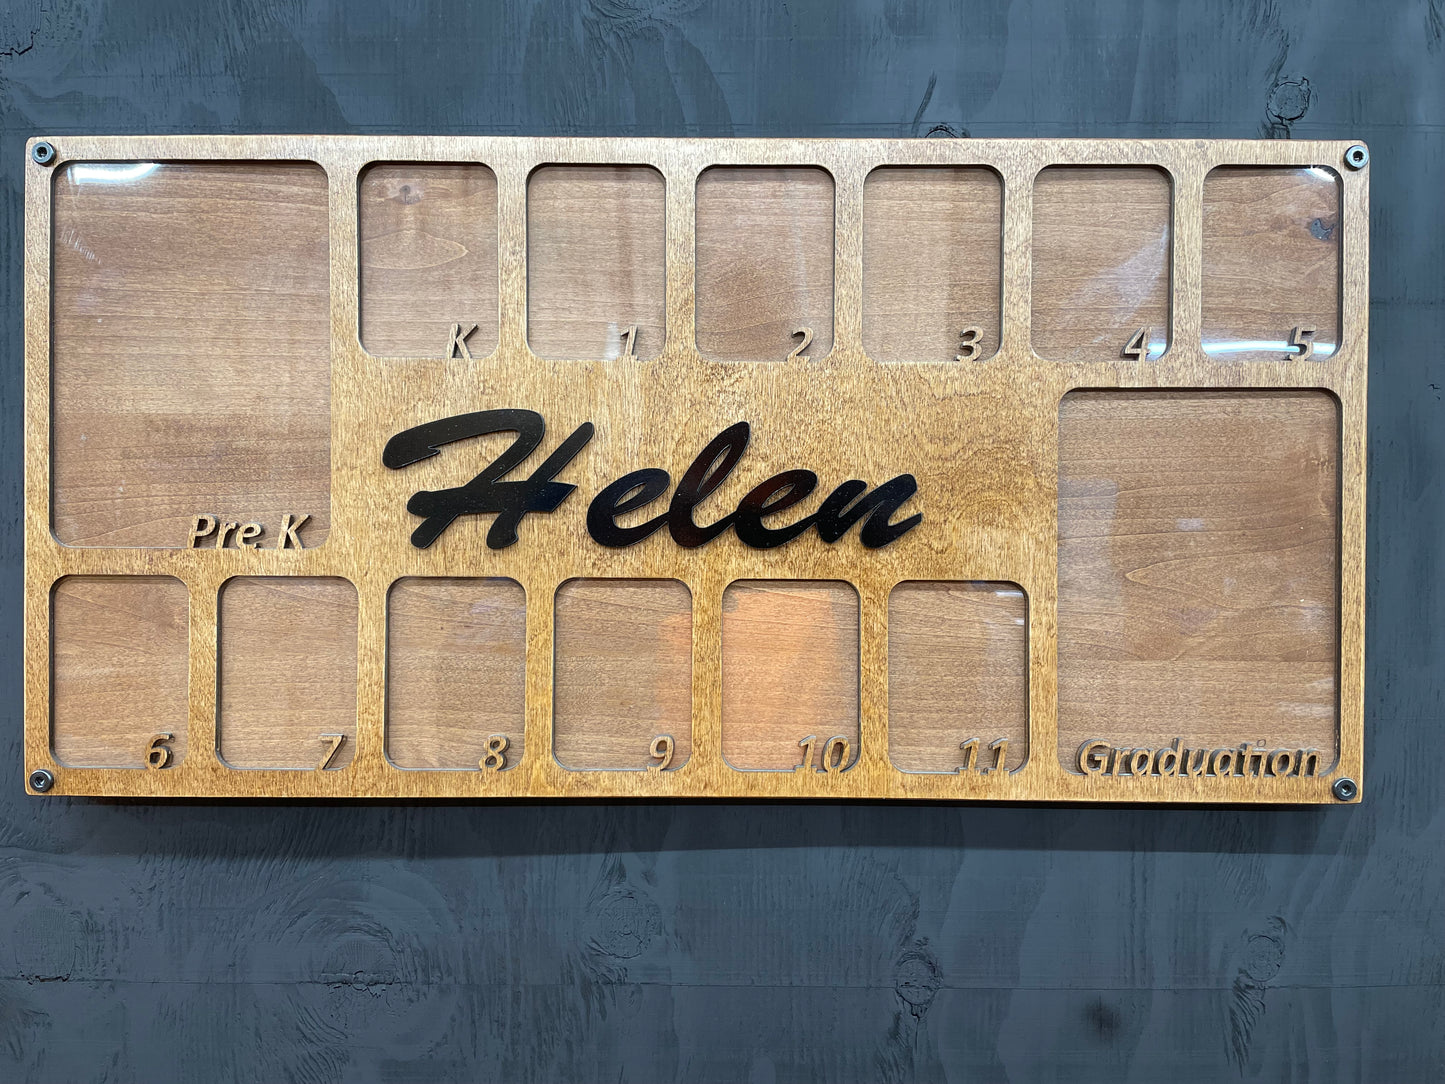 K 1 2 3 4 5
Pre K
Helen
6 7 8 9 10 11
Graduation